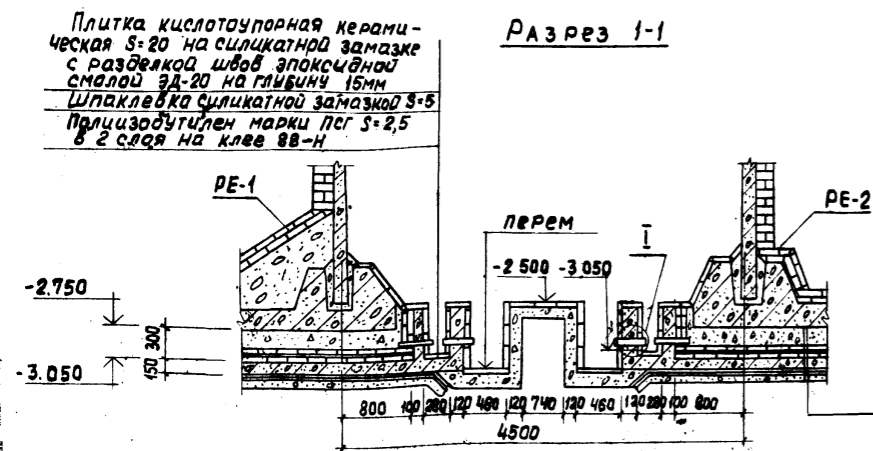 Плитка кислотоупорная керами-
ческая S=20 на силикатной замазке
с разделкой швов эпоксидной
смолой ЭД-20 на глубину 15мм
Шпаклевка силикатной замазкой S=5
Полиизобутилен марки ПСГ S=2,5
в 2 слоя на клее 88-Н
Разрез 1-1
РЕ-1
РЕ-2
перем
I
-2500 -3.050
-2.750
300
150
-3.050
800 100 280 120 460 120 740 120 460 120 280 100 800
4500